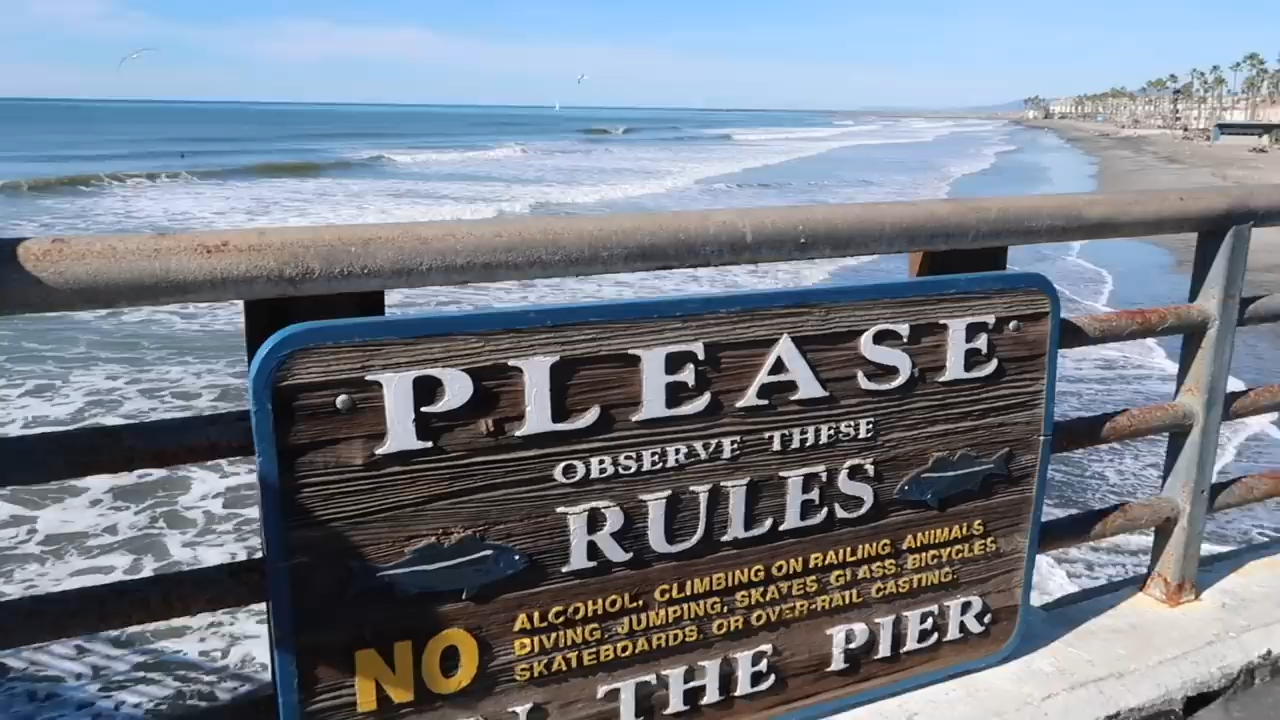 PLEASE
OBSERVE THESE
RULES
NO ALCOHOL, CLIMBING ON RAILING, ANIMALS
DIVING, JUMPING, SKATES, GLASS, BICYCLES,
SKATEBOARDS, OR OVER-RAIL CASTING.
THE PIER.